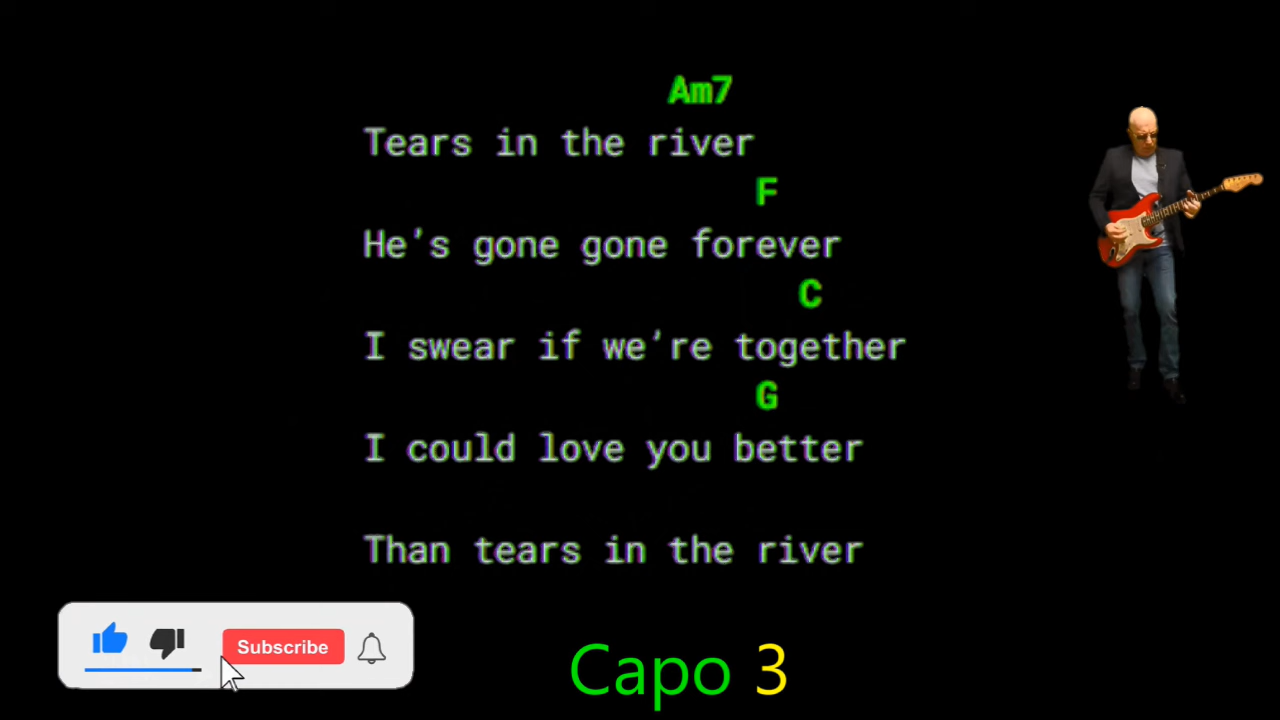 Am7
Tears in the river
F
He's gone gone forever
C
I swear if we're together
G
I could love you better
Than tears in the river
Subscribe
Capo 3